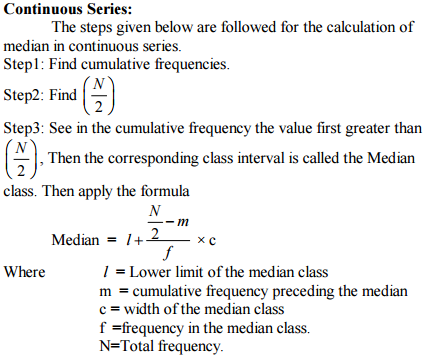 Continuous Series:
The steps given below are followed for the calculation of
median in continuous series.
Step1: Find cumulative frequencies.
Step2: Find (N/2)
Step3: See in the cumulative frequency the value first greater than
(N/2), Then the corresponding class interval is called the Median
class. Then apply the formula
Median = l + (N/2 − m)/f × c
Where l = Lower limit of the median class
m = cumulative frequency preceding the median
c = width of the median class
f =frequency in the median class.
N=Total frequency.